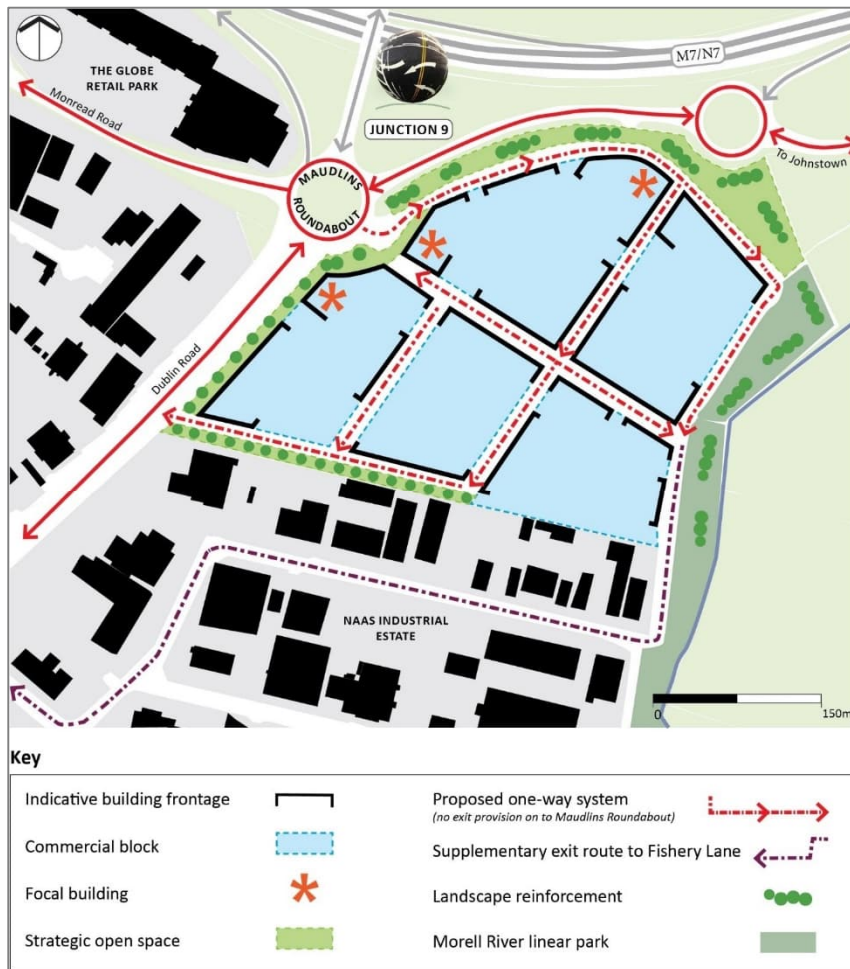 THE GLOBE
RETAIL PARK
Monread Road
M7/N7
JUNCTION 9
To Johnstown
MAUDLINS
ROUNDABOUT
Dublin Road
NAAS INDUSTRIAL
ESTATE
0
150m
Key
Indicative building frontage
Commercial block
Focal building
Strategic open space
Proposed one-way system
(no exit provision on to Maudlins Roundabout)
Supplementary exit route to Fishery Lane
Landscape reinforcement
Morell River linear park